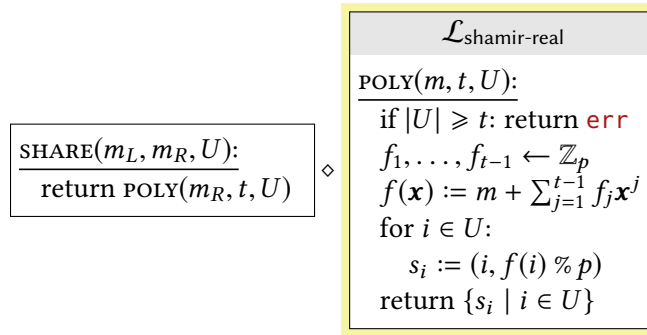 SHARE(m_L, m_R, U):
return POLY(m_R, t, U)
⋄
𝓛_shamir-real
POLY(m, t, U):
if |U| ⩾ t: return err
f_1, . . . , f_{t−1} ← ℤ_p
f(𝒙) := m + ∑_{j=1}^{t−1} f_j 𝒙^j
for i ∈ U:
s_i := (i, f(i) % p)
return {s_i | i ∈ U}